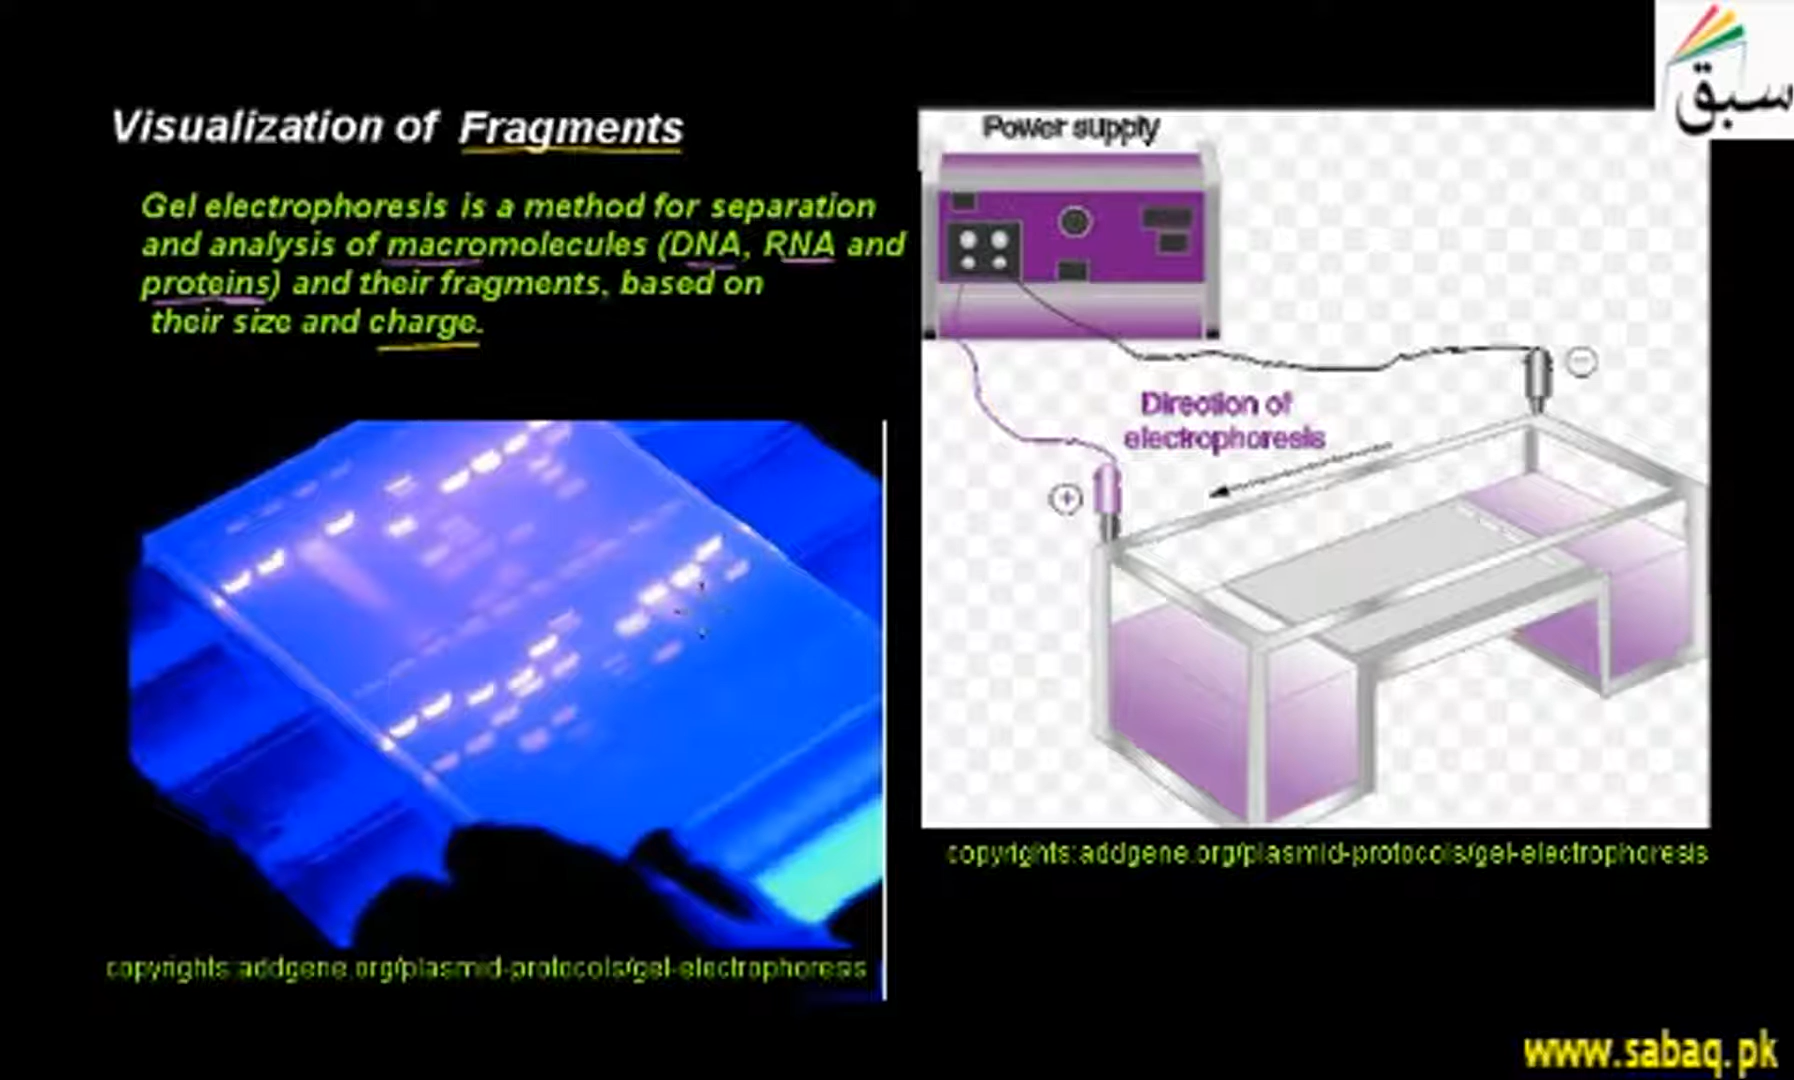 سبق
Visualization of Fragments
Gel electrophoresis is a method for separation
and analysis of macromolecules (DNA, RNA and
proteins) and their fragments, based on
their size and charge.
Power supply
Direction of
electrophoresis
copyrights:addgene.org/plasmid-protocols/gel-electrophoresis
copyrights:addgene.org/plasmid-protocols/gel-electrophoresis
www.sabaq.pk